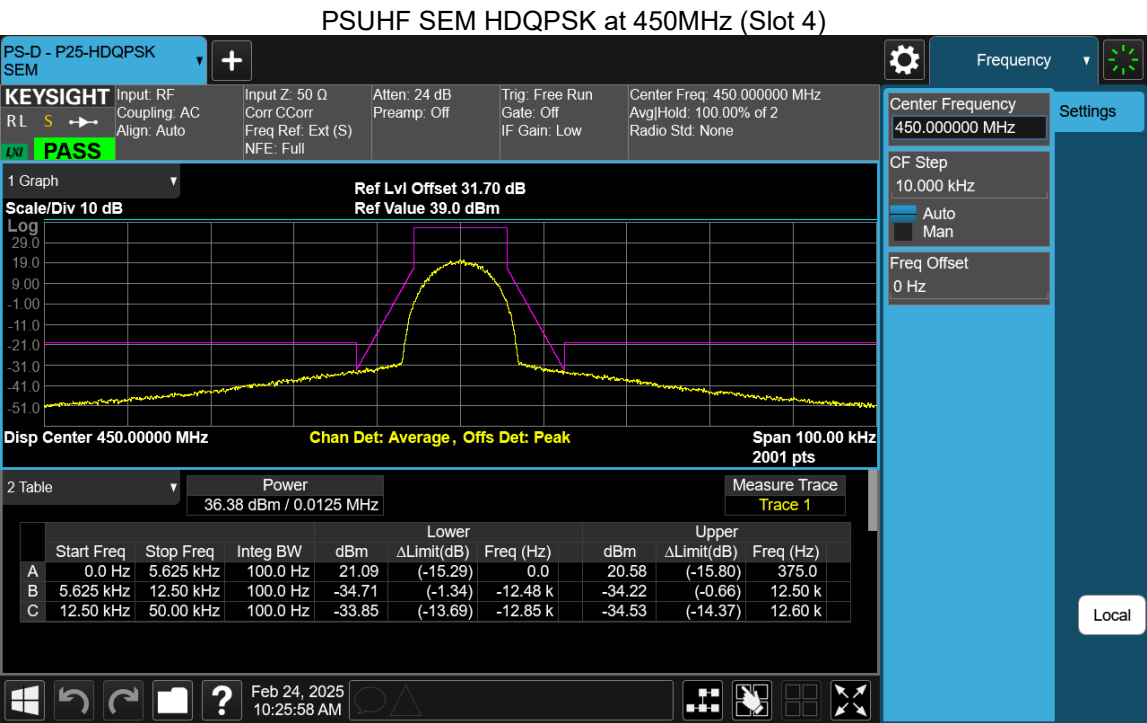 PSUHF SEM HDQPSK at 450MHz (Slot 4)
PS-D - P25-HDQPSK
SEM
Frequency
KEYSIGHT
R L S
LXI PASS
Input: RF
Coupling: AC
Align: Auto
Input Z: 50 Ω
Corr CCorr
Freq Ref: Ext (S)
NFE: Full
Atten: 24 dB
Preamp: Off
Trig: Free Run
Gate: Off
IF Gain: Low
Center Freq: 450.000000 MHz
Avg|Hold: 100.00% of 2
Radio Std: None
Center Frequency
450.000000 MHz
Settings
CF Step
10.000 kHz
Auto
Man
Freq Offset
0 Hz
1 Graph
Scale/Div 10 dB
Ref Lvl Offset 31.70 dB
Ref Value 39.0 dBm
Log
29.0
19.0
9.00
-1.00
-11.0
-21.0
-31.0
-41.0
-51.0
Disp Center 450.00000 MHz
Chan Det: Average, Offs Det: Peak
Span 100.00 kHz
2001 pts
2 Table
Power
36.38 dBm / 0.0125 MHz
Measure Trace
Trace 1
Lower Upper
Start Freq Stop Freq Integ BW dBm ΔLimit(dB) Freq (Hz) dBm ΔLimit(dB) Freq (Hz)
A 0.0 Hz 5.625 kHz 100.0 Hz 21.09 (-15.29) 0.0 20.58 (-15.80) 375.0
B 5.625 kHz 12.50 kHz 100.0 Hz -34.71 (-1.34) -12.48 k -34.22 (-0.66) 12.50 k
C 12.50 kHz 50.00 kHz 100.0 Hz -33.85 (-13.69) -12.85 k -34.53 (-14.37) 12.60 k
Local
Feb 24, 2025
10:25:58 AM